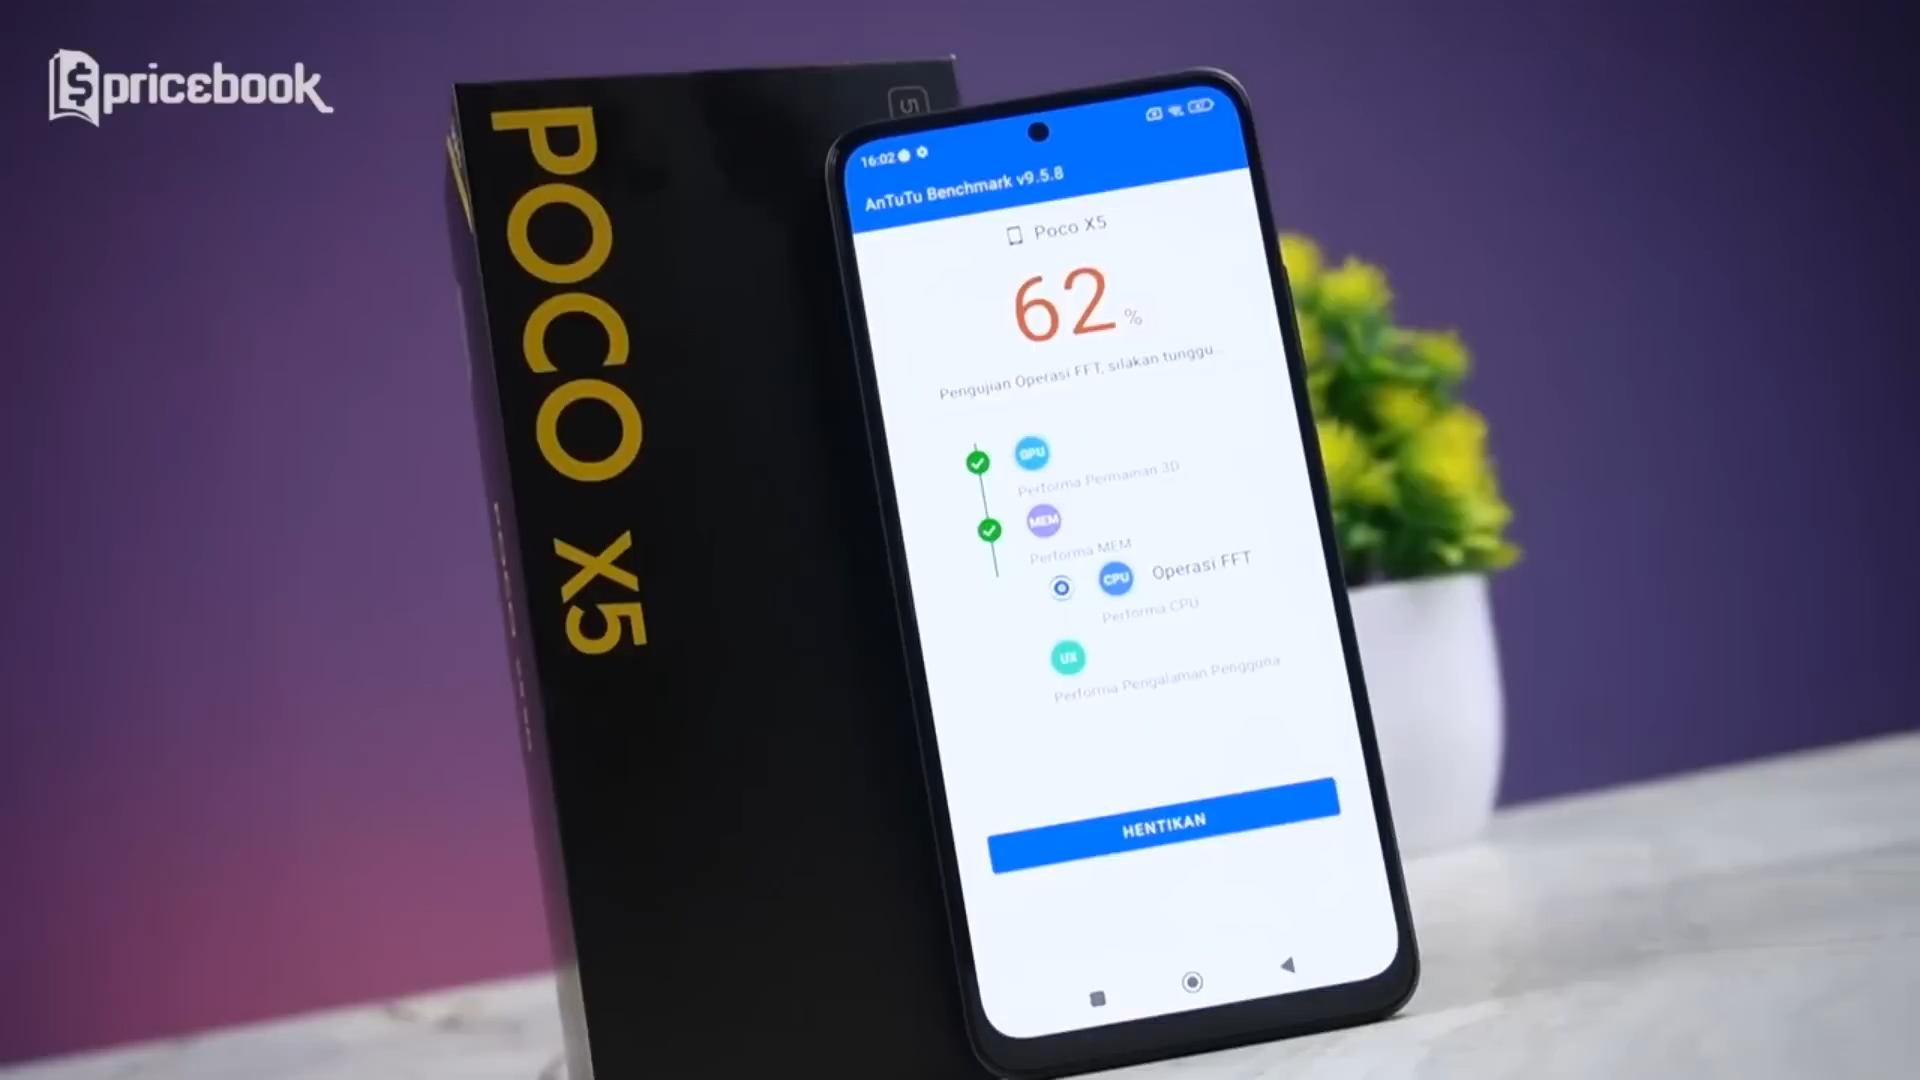 pricebook
POCO X5
5
16:02
AnTuTu Benchmark v9.5.8
Poco X5
62%
Pengujian Operasi FFT, silakan tunggu...
GPU
Performa Permainan 3D
MEM
Performa MEM
CPU Operasi FFT
Performa CPU
UX
Performa Pengalaman Pengguna
HENTIKAN